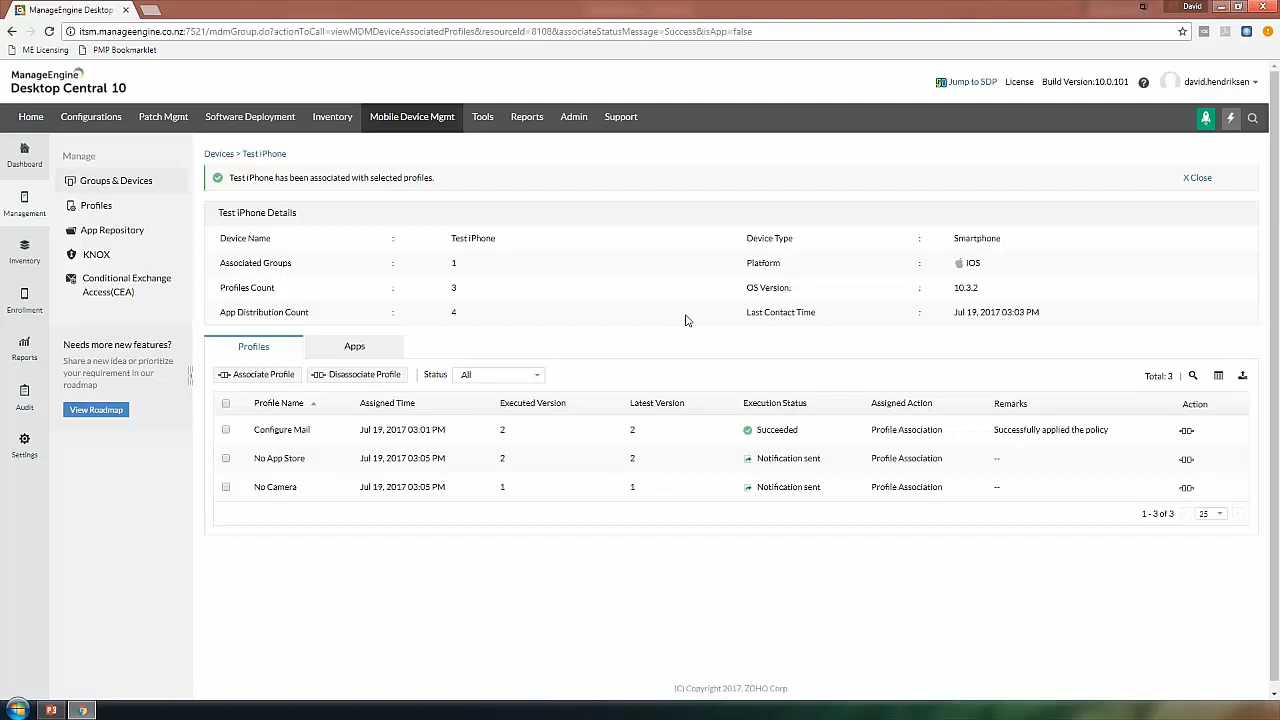 ManageEngine Desktop
David
itsm.manageengine.co.nz:7521/mdmGroup.do?actionToCall=viewMDMDeviceAssociatedProfiles&resourceId=8108&associateStatusMessage=Success&isApp=false
ME Licensing
PMP Bookmarklet
ManageEngine
Desktop Central 10
Jump to SDP
License
Build Version:10.0.101
david.hendriksen
Home
Configurations
Patch Mgmt
Software Deployment
Inventory
Mobile Device Mgmt
Tools
Reports
Admin
Support
Dashboard
Management
Inventory
Enrollment
Reports
Audit
Settings
Manage
Groups & Devices
Profiles
App Repository
KNOX
Conditional Exchange
Access(CEA)
Needs more new features?
Share a new idea or prioritize
your requirement in our
roadmap
View Roadmap
Devices > Test iPhone
Test iPhone has been associated with selected profiles.
X Close
Test iPhone Details
Device Name : Test iPhone
Device Type : Smartphone
Associated Groups : 1
Platform : iOS
Profiles Count : 3
OS Version: : 10.3.2
App Distribution Count : 4
Last Contact Time : Jul 19, 2017 03:03 PM
Profiles
Apps
Associate Profile
Disassociate Profile
Status
All
Total: 3
Profile Name Assigned Time Executed Version Latest Version Execution Status Assigned Action Remarks Action
Configure Mail Jul 19, 2017 03:01 PM 2 2 Succeeded Profile Association Successfully applied the policy
No App Store Jul 19, 2017 03:05 PM 2 2 Notification sent Profile Association --
No Camera Jul 19, 2017 03:05 PM 1 1 Notification sent Profile Association --
1 - 3 of 3
25
(C) Copyright 2017, ZOHO Corp.